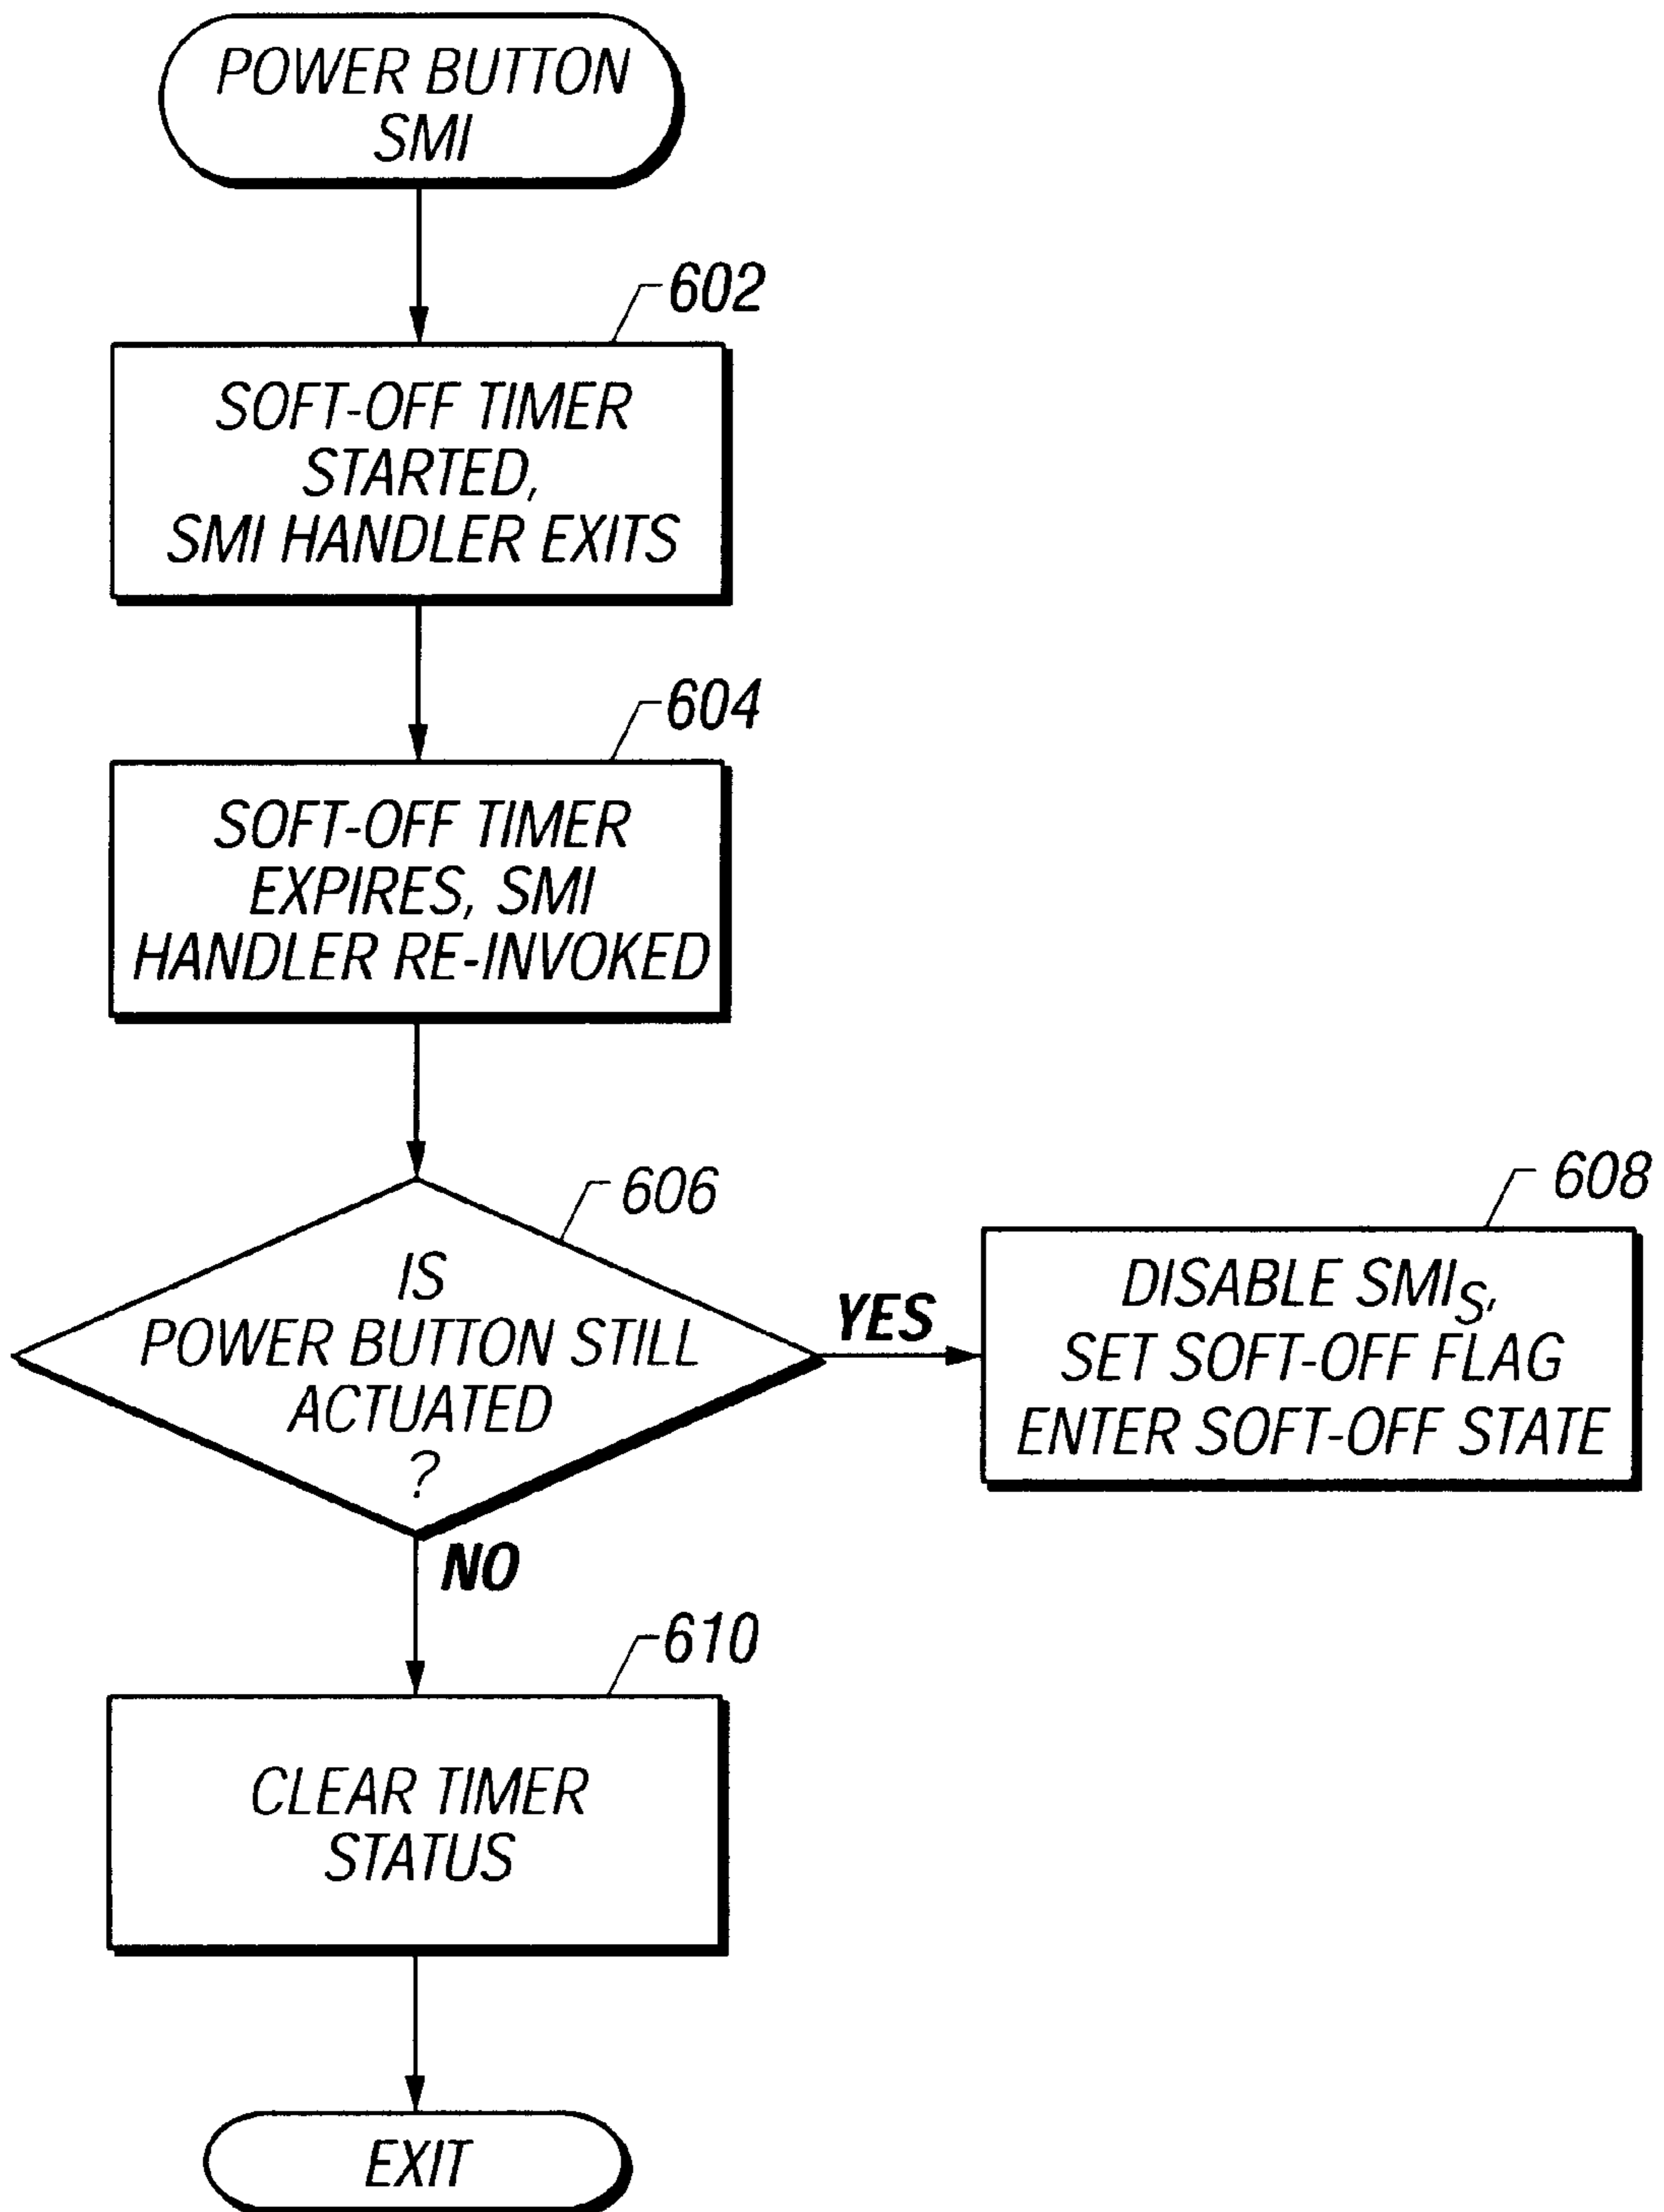 POWER BUTTON
SMI
602
SOFT-OFF TIMER
STARTED,
SMI HANDLER EXITS
604
SOFT-OFF TIMER
EXPIRES, SMI
HANDLER RE-INVOKED
606
IS
POWER BUTTON STILL
ACTUATED
?
YES
608
DISABLE SMIS,
SET SOFT-OFF FLAG
ENTER SOFT-OFF STATE
NO
610
CLEAR TIMER
STATUS
EXIT